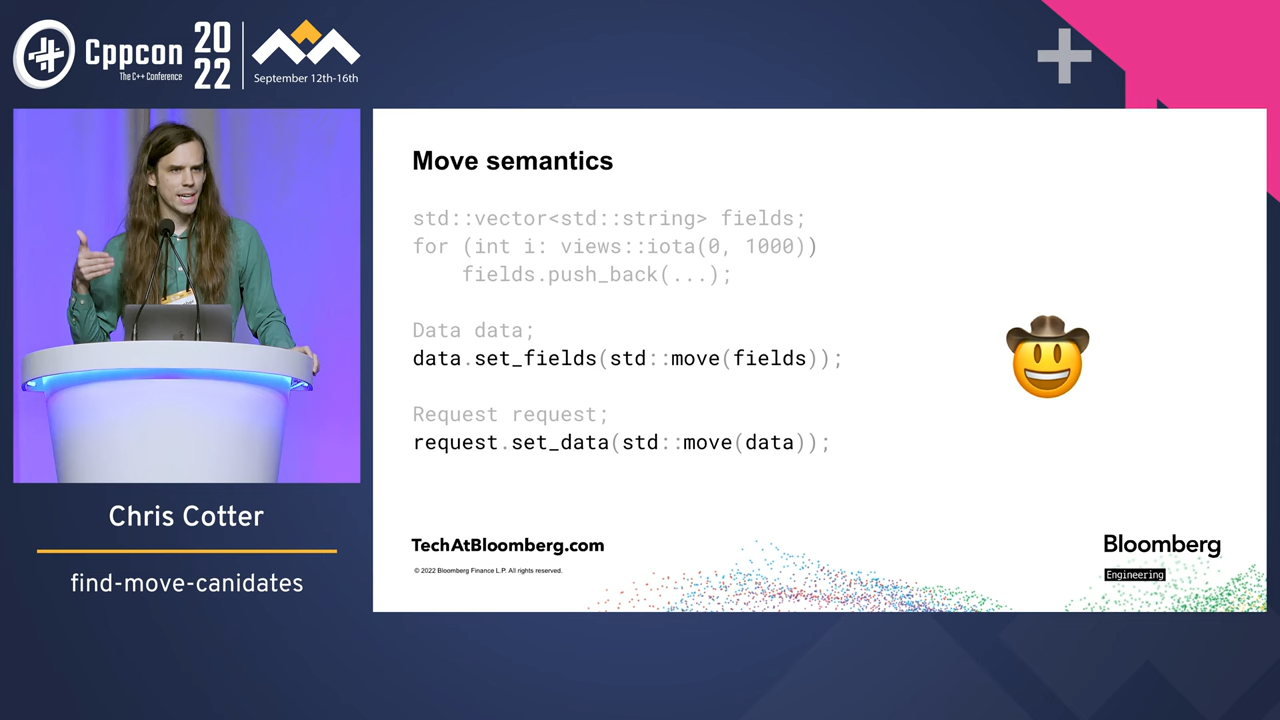 Cppcon
The C++ Conference
20
22
September 12th-16th
Move semantics
std::vector<std::string> fields;
for (int i: views::iota(0, 1000))
    fields.push_back(...);
Data data;
data.set_fields(std::move(fields));
Request request;
request.set_data(std::move(data));
TechAtBloomberg.com
© 2022 Bloomberg Finance L.P. All rights reserved.
Bloomberg
Engineering
Chris Cotter
find-move-canidates